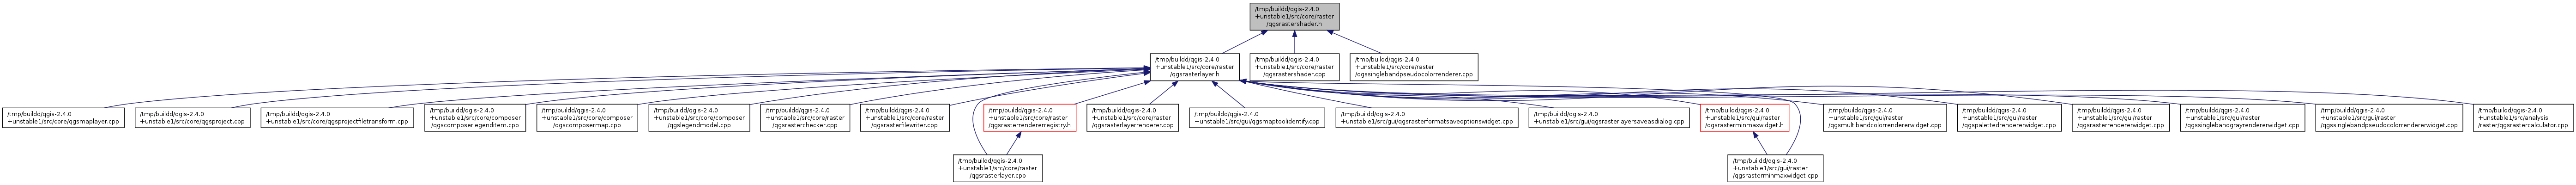 /tmp/buildd/qgis-2.4.0
+unstable1/src/core/raster
/qgsrastershader.h
/tmp/buildd/qgis-2.4.0
+unstable1/src/core/raster
/qgsrasterlayer.h
/tmp/buildd/qgis-2.4.0
+unstable1/src/core/raster
/qgsrastershader.cpp
/tmp/buildd/qgis-2.4.0
+unstable1/src/core/raster
/qgssinglebandpseudocolorrenderer.cpp
/tmp/buildd/qgis-2.4.0
+unstable1/src/core/qgsmaplayer.cpp
/tmp/buildd/qgis-2.4.0
+unstable1/src/core/qgsproject.cpp
/tmp/buildd/qgis-2.4.0
+unstable1/src/core/qgsprojectfiletransform.cpp
/tmp/buildd/qgis-2.4.0
+unstable1/src/core/composer
/qgscomposerlegenditem.cpp
/tmp/buildd/qgis-2.4.0
+unstable1/src/core/composer
/qgscomposermap.cpp
/tmp/buildd/qgis-2.4.0
+unstable1/src/core/composer
/qgslegendmodel.cpp
/tmp/buildd/qgis-2.4.0
+unstable1/src/core/raster
/qgsrasterchecker.cpp
/tmp/buildd/qgis-2.4.0
+unstable1/src/core/raster
/qgsrasterfilewriter.cpp
/tmp/buildd/qgis-2.4.0
+unstable1/src/core/raster
/qgsrasterrendererregistry.h
/tmp/buildd/qgis-2.4.0
+unstable1/src/core/raster
/qgsrasterlayerrenderer.cpp
/tmp/buildd/qgis-2.4.0
+unstable1/src/gui/qgsmaptoolidentify.cpp
/tmp/buildd/qgis-2.4.0
+unstable1/src/gui/qgsrasterformatsaveoptionswidget.cpp
/tmp/buildd/qgis-2.4.0
+unstable1/src/gui/qgsrasterlayersaveasdialog.cpp
/tmp/buildd/qgis-2.4.0
+unstable1/src/gui/raster
/qgsrasterminmaxwidget.h
/tmp/buildd/qgis-2.4.0
+unstable1/src/gui/raster
/qgsmultibandcolorrendererwidget.cpp
/tmp/buildd/qgis-2.4.0
+unstable1/src/gui/raster
/qgspalettedrendererwidget.cpp
/tmp/buildd/qgis-2.4.0
+unstable1/src/gui/raster
/qgsrasterrendererwidget.cpp
/tmp/buildd/qgis-2.4.0
+unstable1/src/gui/raster
/qgssinglebandgrayrendererwidget.cpp
/tmp/buildd/qgis-2.4.0
+unstable1/src/gui/raster
/qgssinglebandpseudocolorrendererwidget.cpp
/tmp/buildd/qgis-2.4.0
+unstable1/src/analysis
/raster/qgsrastercalculator.cpp
/tmp/buildd/qgis-2.4.0
+unstable1/src/core/raster
/qgsrasterlayer.cpp
/tmp/buildd/qgis-2.4.0
+unstable1/src/gui/raster
/qgsrasterminmaxwidget.cpp